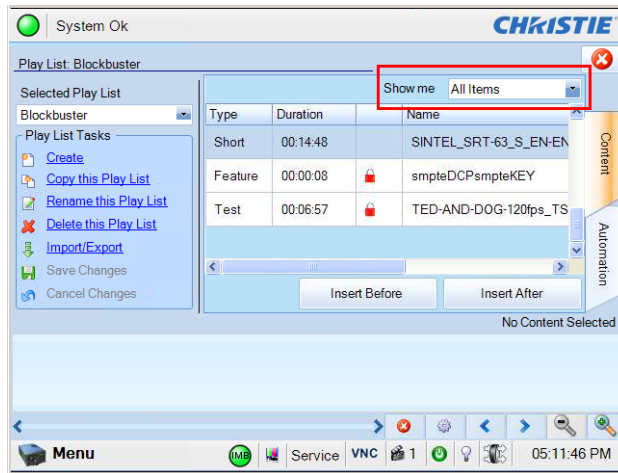 System Ok
CHRISTIE
Play List: Blockbuster
Selected Play List
Blockbuster
Play List Tasks
Create
Copy this Play List
Rename this Play List
Delete this Play List
Import/Export
Save Changes
Cancel Changes
Show me All Items
Type Duration Name
Short 00:14:48 SINTEL_SRT-63_S_EN-EN
Feature 00:00:08 smpteDCPsmpteKEY
Test 00:06:57 TED-AND-DOG-120fps_TS
Insert Before Insert After
Content
Automation
No Content Selected
Menu IMB Service VNC 1 05:11:46 PM